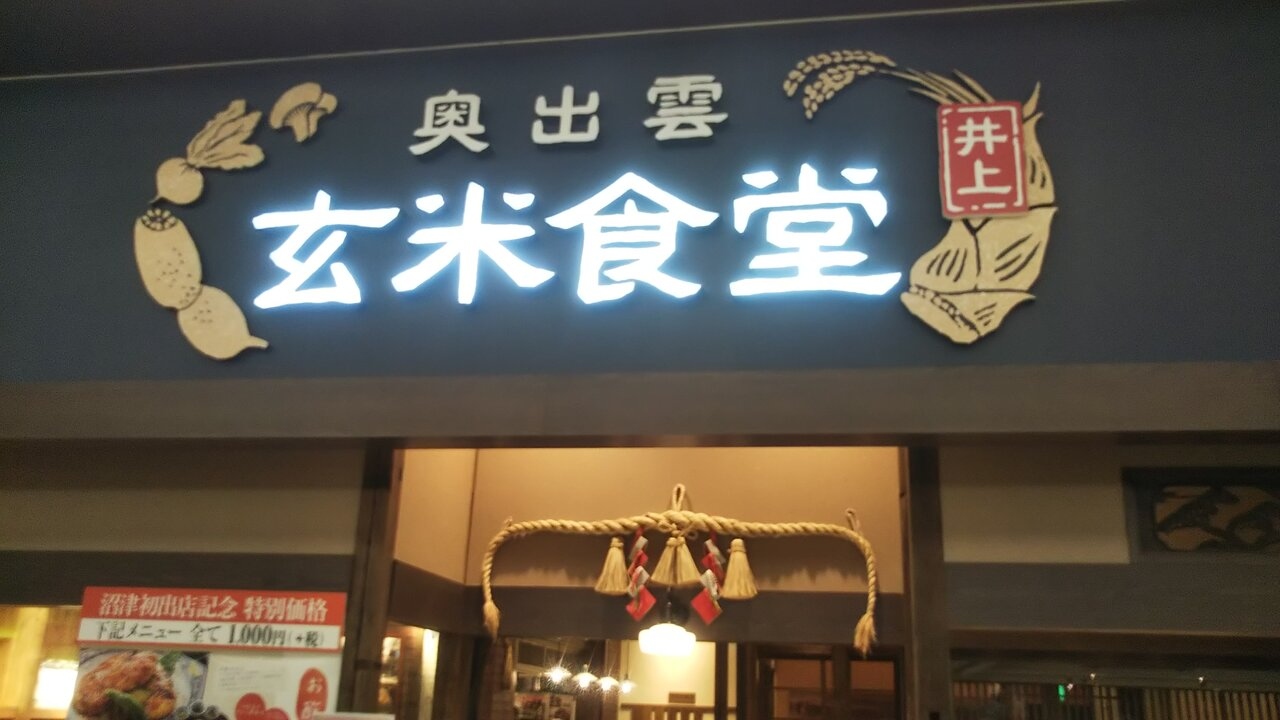 奥出雲
玄米食堂
井上
沼津初出店記念 特別価格
下記メニュー 全て 1,000円(+税)